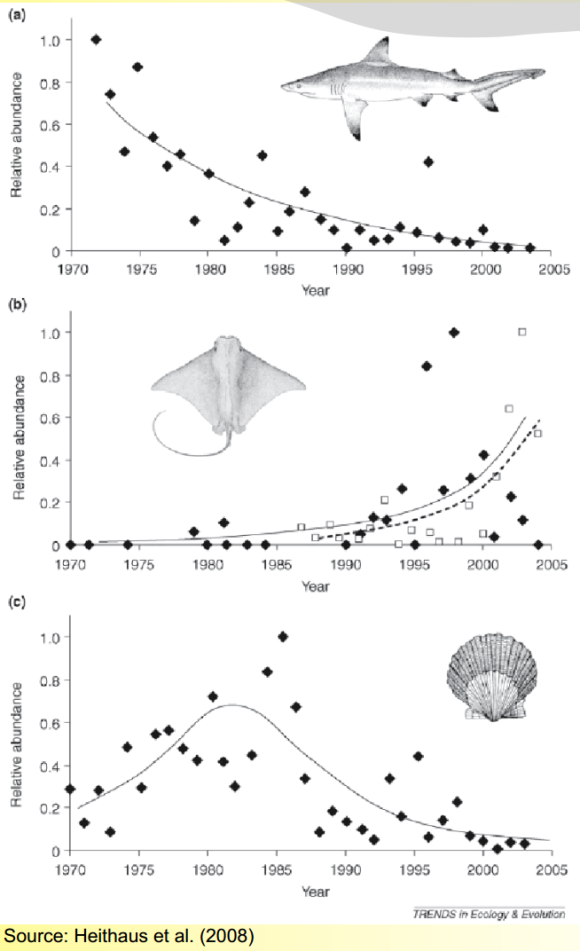 (a)
Relative abundance
1.0
0.8
0.6
0.4
0.2
0
1970 1975 1980 1985 1990 1995 2000 2005
Year
(b)
Relative abundance
1.0
0.8
0.6
0.4
0.2
0
1970 1975 1980 1985 1990 1995 2000 2005
Year
(c)
Relative abundance
1.0
0.8
0.6
0.4
0.2
0
1970 1975 1980 1985 1990 1995 2000 2005
Year
TRENDS in Ecology & Evolution
Source: Heithaus et al. (2008)